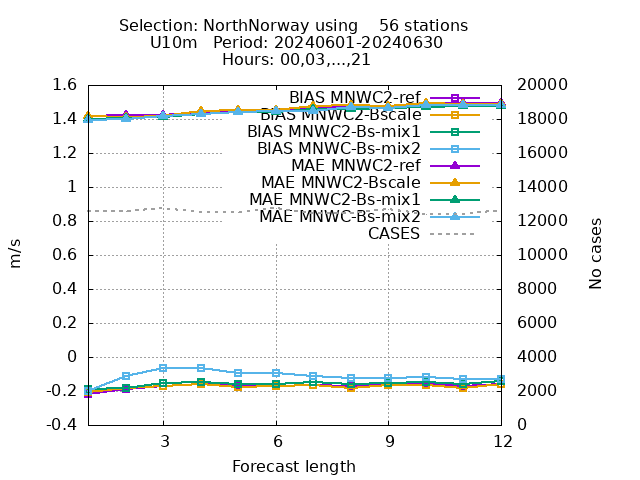 Selection: NorthNorway using    56 stations
U10m   Period: 20240601-20240630
Hours: 00,03,...,21
1.6
1.4
1.2
1
0.8
0.6
0.4
0.2
0
-0.2
-0.4
m/s
BIAS MNWC2-ref
BIAS MNWC2-Bscale
BIAS MNWC2-Bs-mix1
BIAS MNWC-Bs-mix2
MAE MNWC2-ref
MAE MNWC2-Bscale
MAE MNWC2-Bs-mix1
MAE MNWC-Bs-mix2
CASES
20000
18000
16000
14000
12000
10000
8000
6000
4000
2000
0
No cases
3 6 9 12
Forecast length